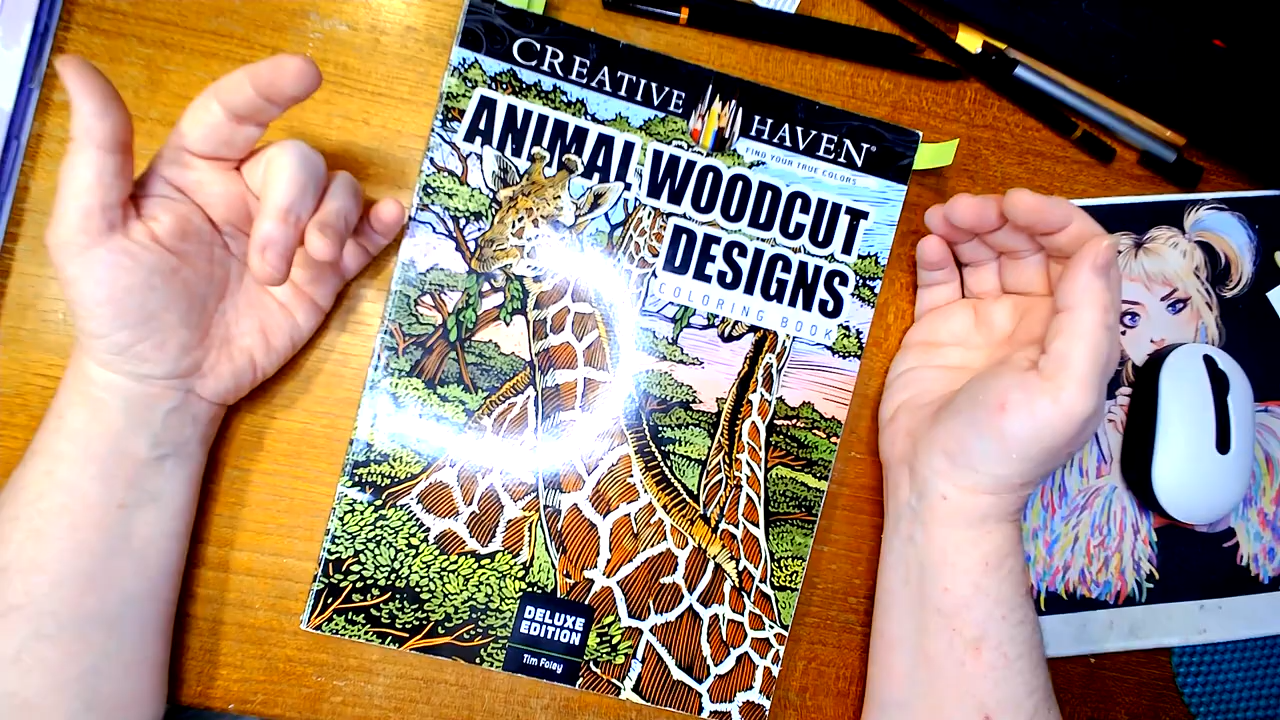 CREATIVE HAVEN®
FIND YOUR TRUE COLORS
ANIMAL WOODCUT
DESIGNS
COLORING BOOK
DELUXE
EDITION
Tim Foley